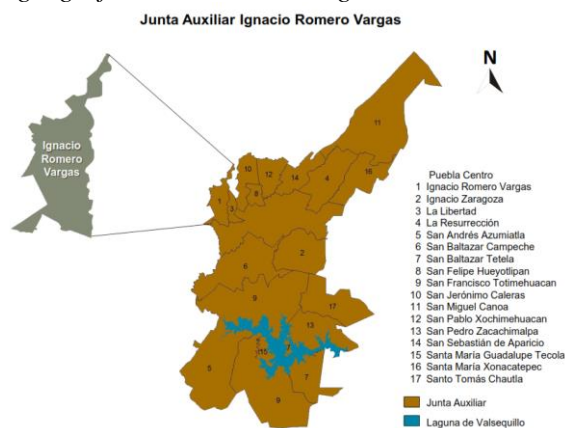 Junta Auxiliar Ignacio Romero Vargas
N
Ignacio
Romero
Vargas
11
10
12
14
4
16
8
1
3
2
6
9
17
13
15
7
5
9
Puebla Centro
1 Ignacio Romero Vargas
2 Ignacio Zaragoza
3 La Libertad
4 La Resurrección
5 San Andrés Azumiatla
6 San Baltazar Campeche
7 San Baltazar Tetela
8 San Felipe Hueyotlipan
9 San Francisco Totimehuacan
10 San Jerónimo Caleras
11 San Miguel Canoa
12 San Pablo Xochimehuacan
13 San Pedro Zacachimalpa
14 San Sebastián de Aparicio
15 Santa María Guadalupe Tecola
16 Santa María Xonacatepec
17 Santo Tomás Chautla
Junta Auxiliar
Laguna de Valsequillo